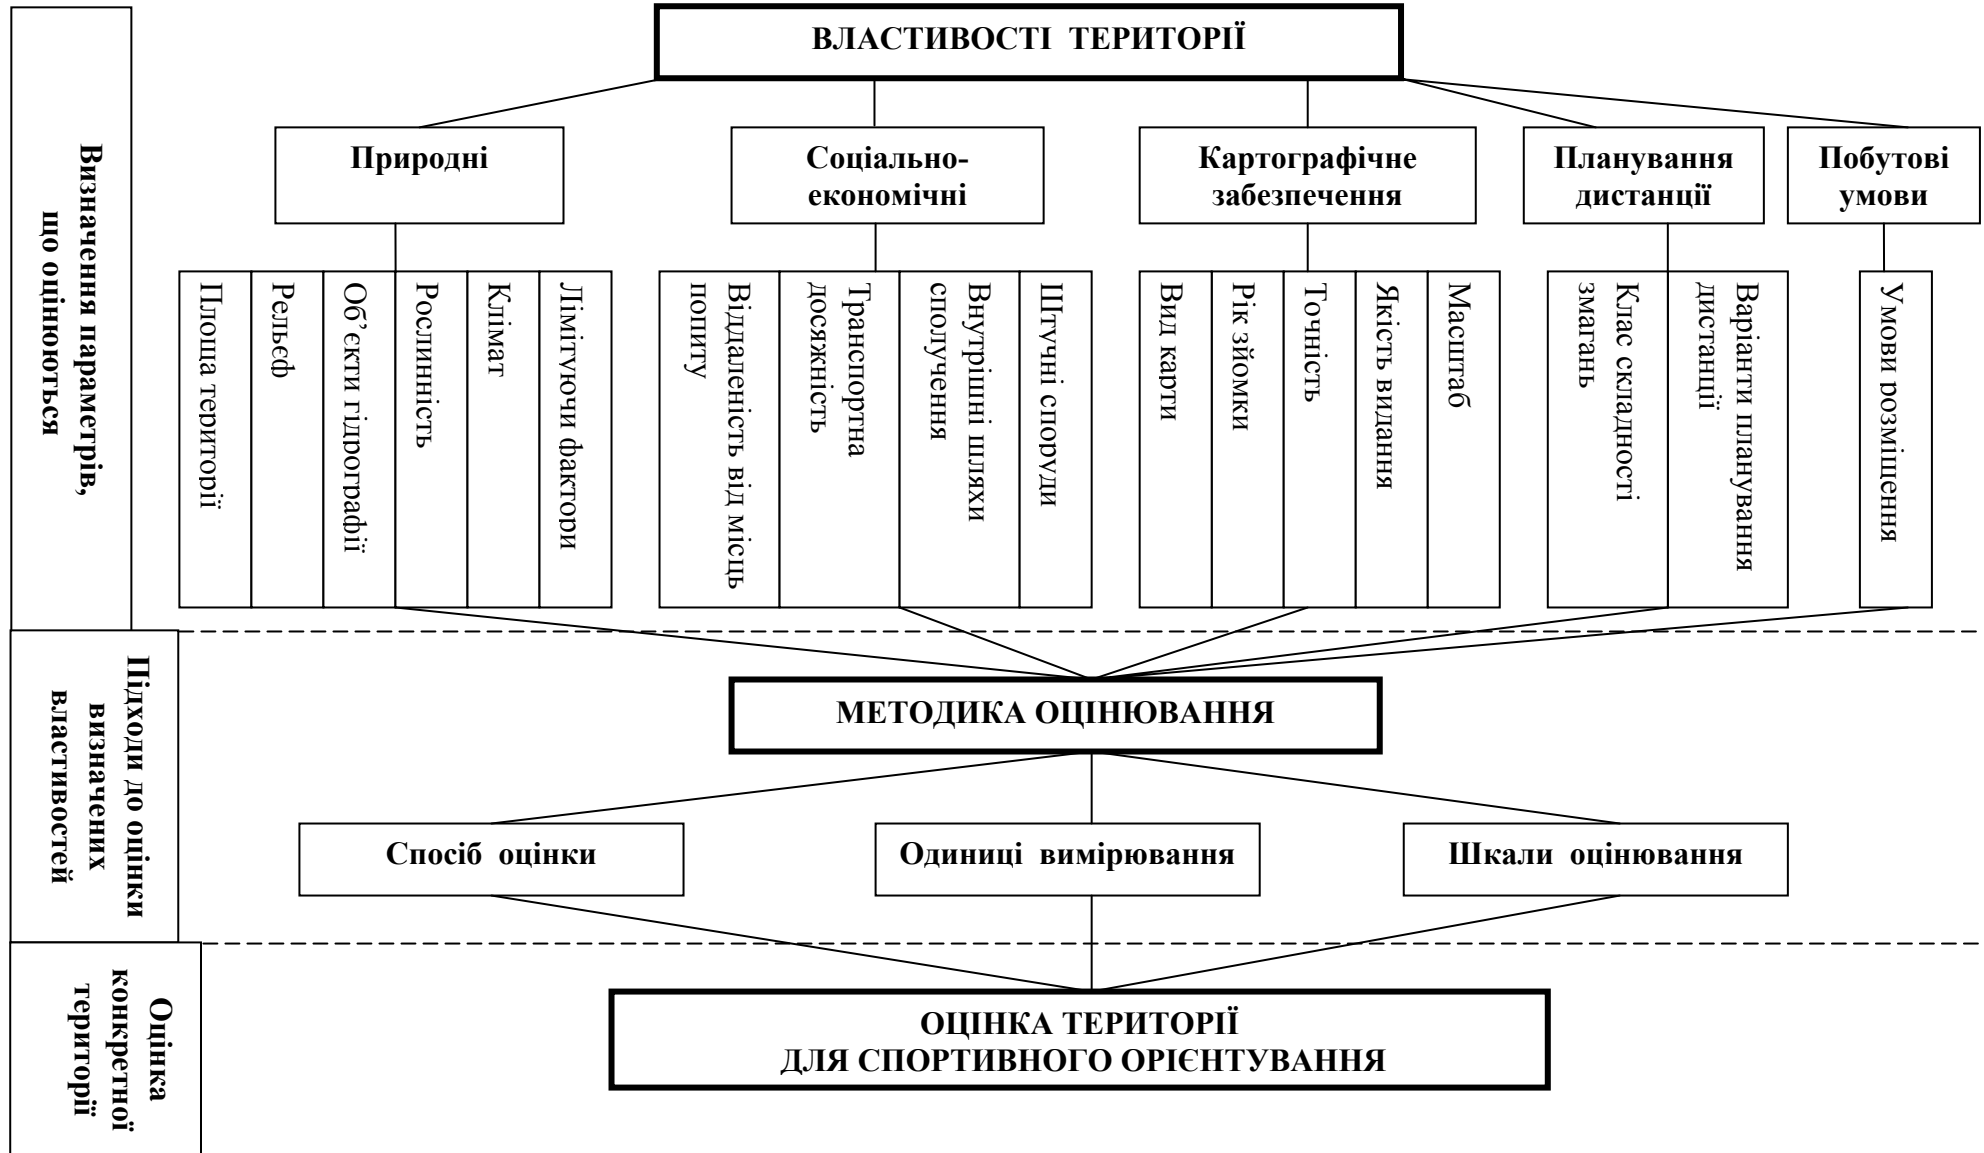 ВЛАСТИВОСТІ ТЕРИТОРІЇ
Визначення параметрів,
що оцінюються
Природні
Соціально-
економічні
Картографічне
забезпечення
Планування
дистанції
Побутові
умови
Площа території
Рельєф
Об’єкти гідрографії
Рослинність
Клімат
Лімітуючи фактори
Віддаленість від місць
попиту
Транспортна
досяжність
Внутрішні шляхи
сполучення
Штучні споруди
Вид карти
Рік зйомки
Точність
Якість видання
Масштаб
Клас складності
змагань
Варіанти планування
дистанції
Умови розміщення
Підходи до оцінки
визначених
властивостей
МЕТОДИКА ОЦІНЮВАННЯ
Спосіб оцінки
Одиниці вимірювання
Шкали оцінювання
Оцінка
конкретної
території
ОЦІНКА ТЕРИТОРІЇ
ДЛЯ СПОРТИВНОГО ОРІЄНТУВАННЯ